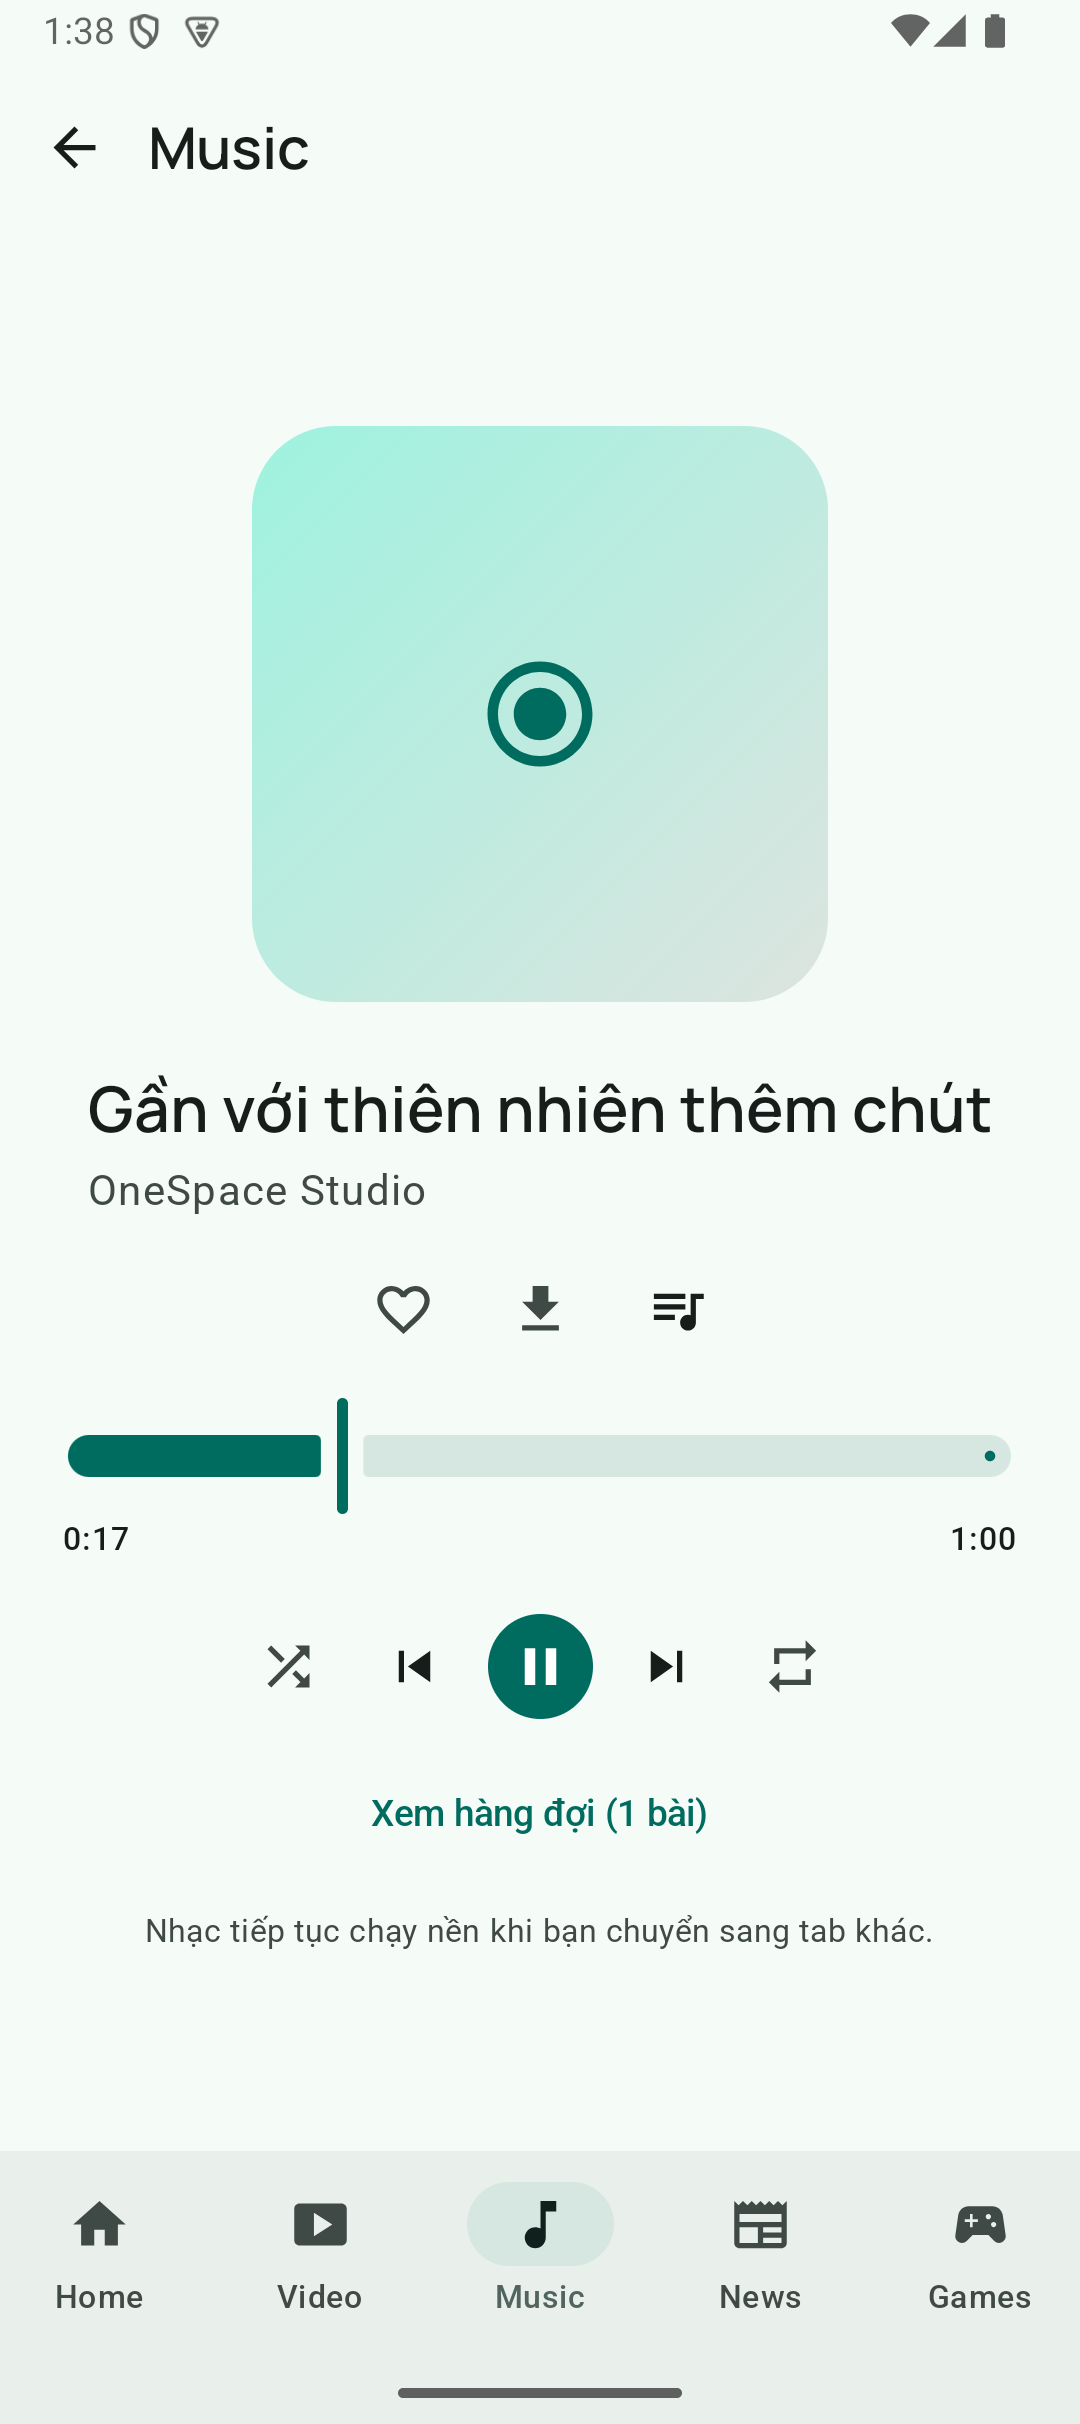 1:38
Music
Gần với thiên nhiên thêm chút
OneSpace Studio
0:17
1:00
Xem hàng đợi (1 bài)
Nhạc tiếp tục chạy nền khi bạn chuyển sang tab khác.
Home
Video
Music
News
Games